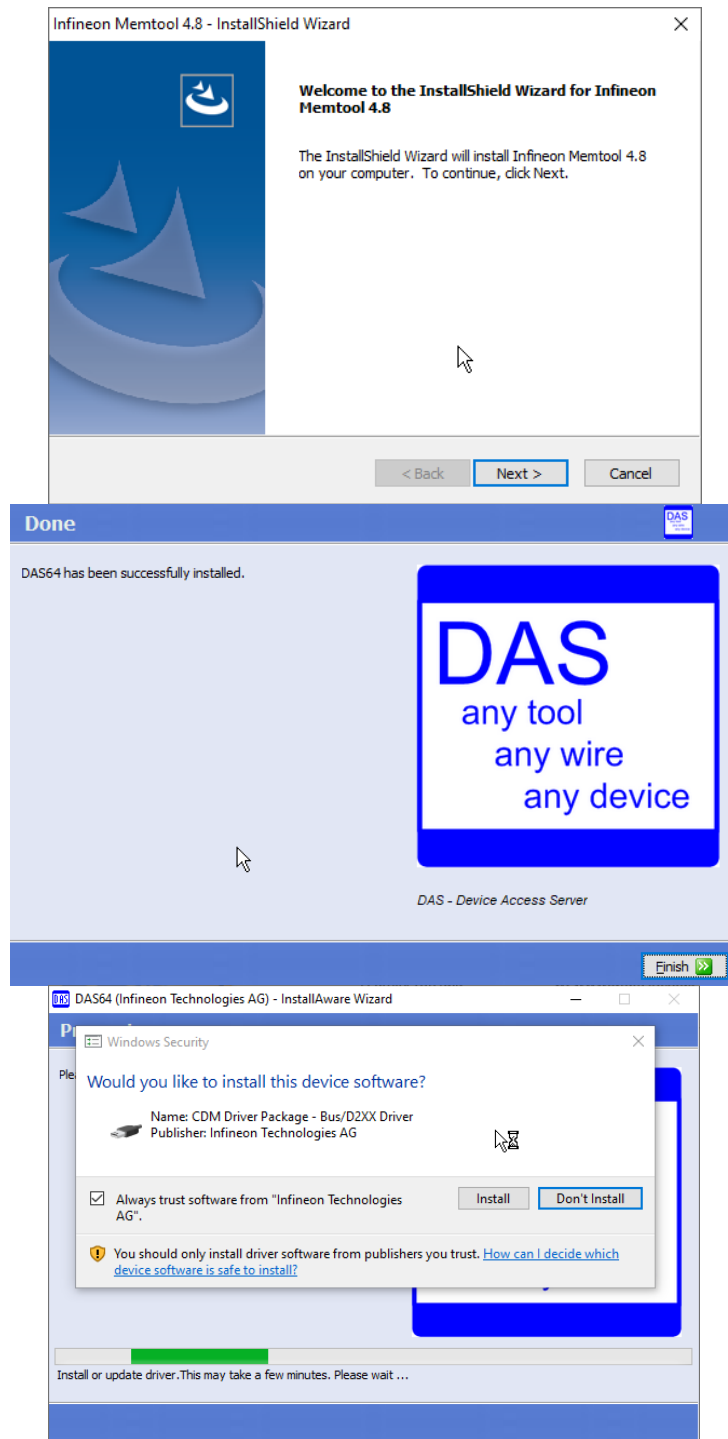 Infineon Memtool 4.8 - InstallShield Wizard
Welcome to the InstallShield Wizard for Infineon
Memtool 4.8
The InstallShield Wizard will install Infineon Memtool 4.8
on your computer. To continue, click Next.
< Back
Next >
Cancel
Done
DAS
DAS64 has been successfully installed.
DAS
any tool
any wire
any device
DAS - Device Access Server
Finish
DAS
DAS64 (Infineon Technologies AG) - InstallAware Wizard
Windows Security
Would you like to install this device software?
Name: CDM Driver Package - Bus/D2XX Driver
Publisher: Infineon Technologies AG
Always trust software from "Infineon Technologies
AG".
Install
Don't Install
You should only install driver software from publishers you trust. How can I decide which
device software is safe to install?
Install or update driver.This may take a few minutes. Please wait ...